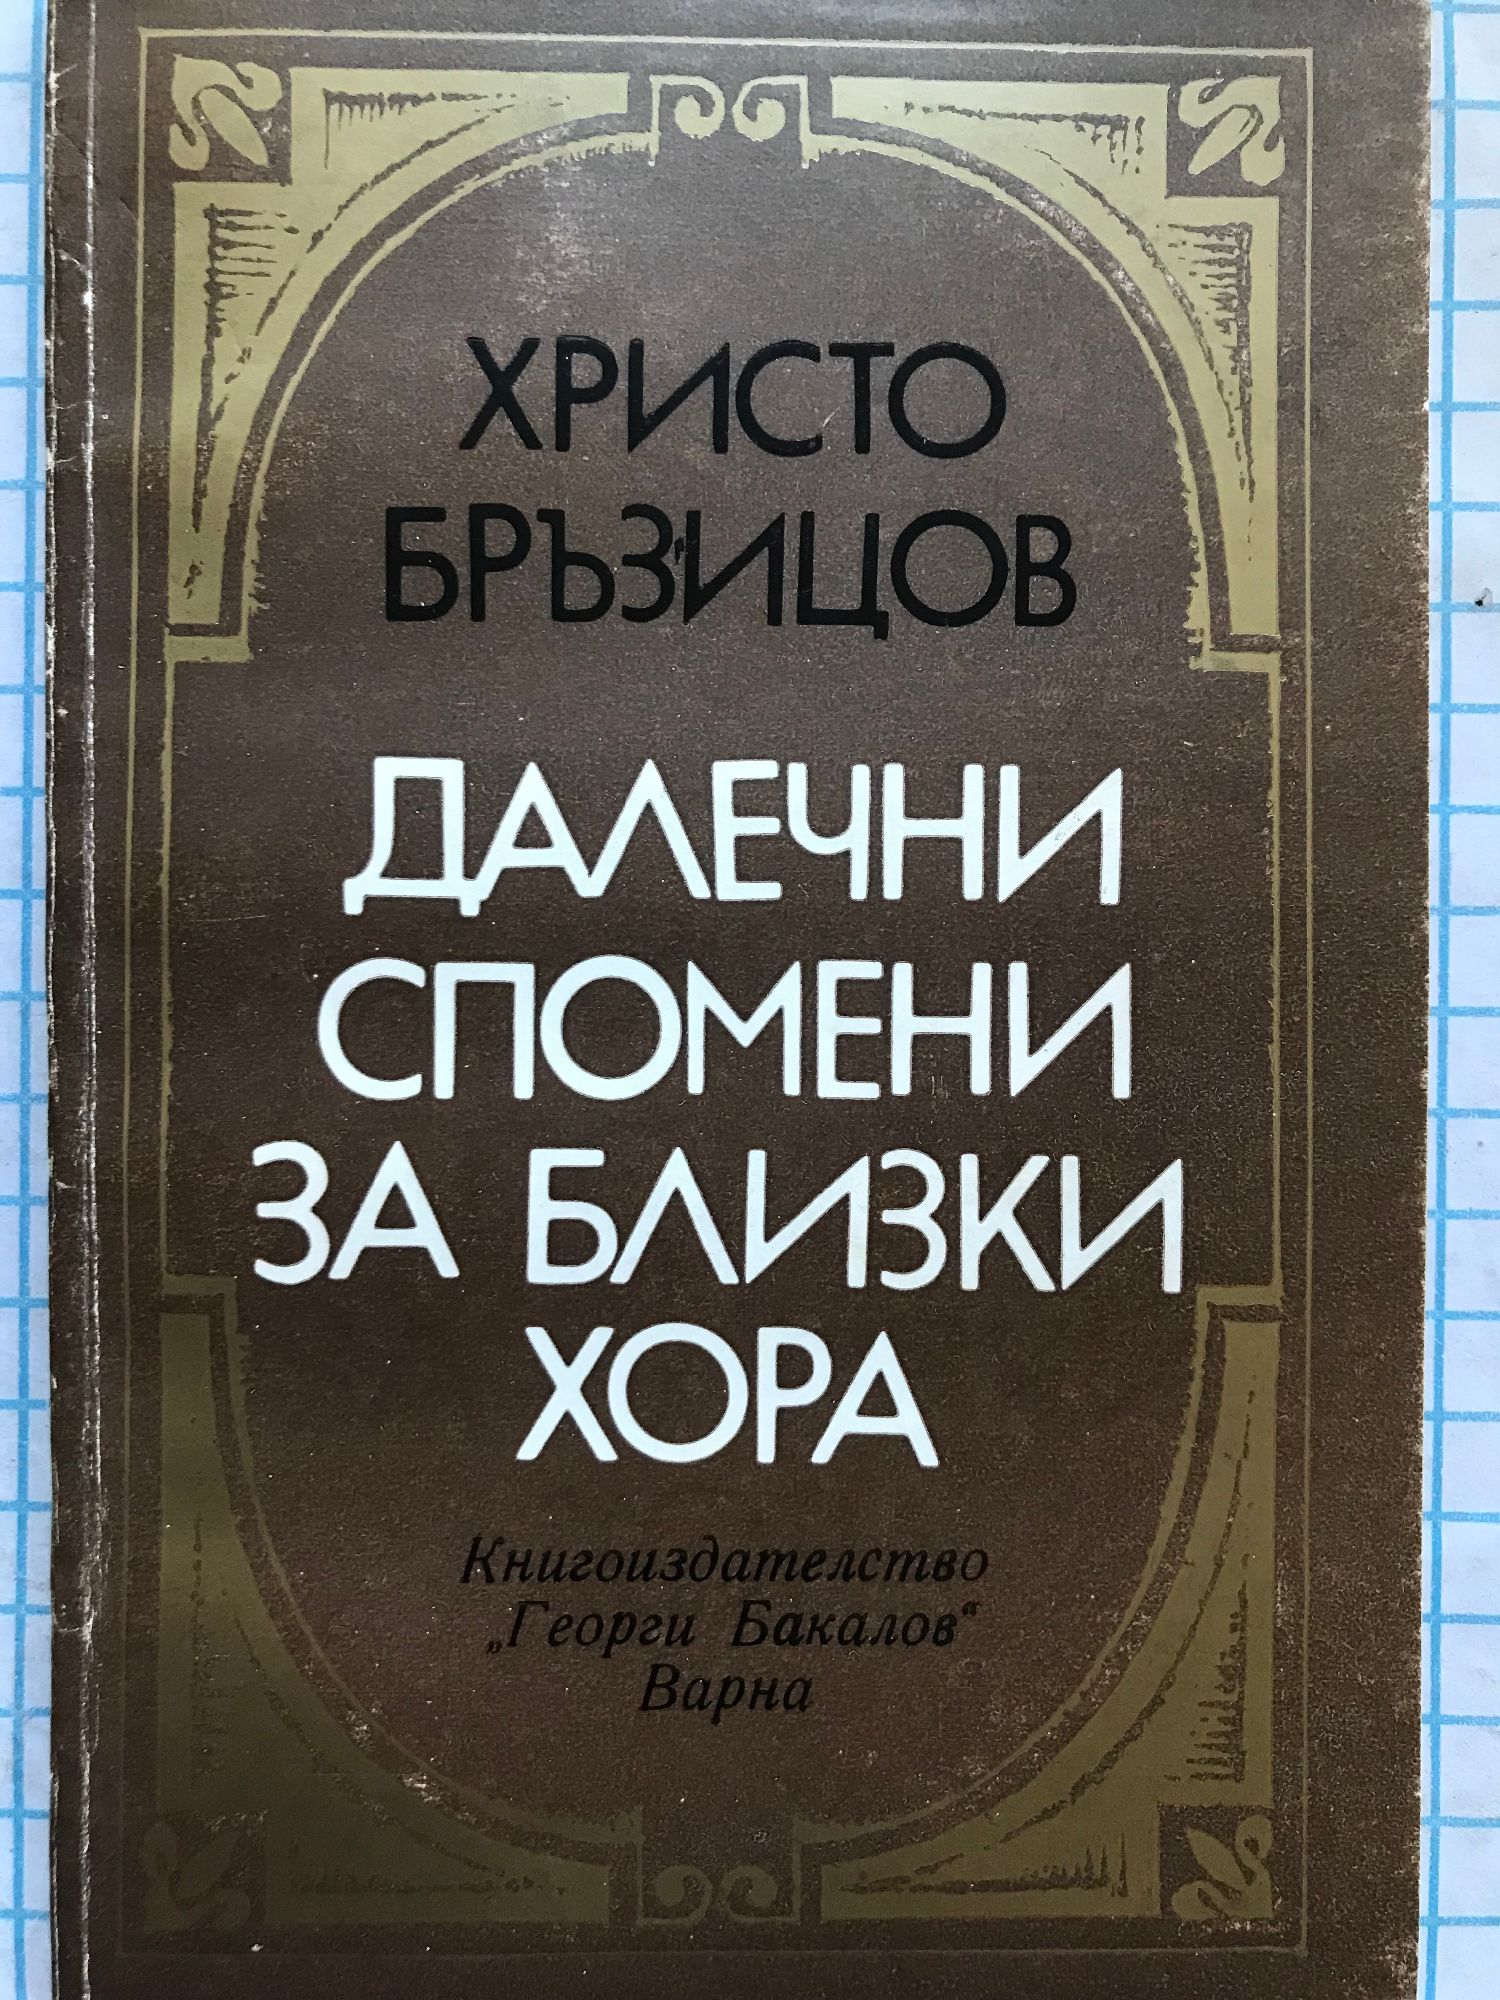 ХРИСТО
БРЪЗИЦОВ
ДАЛЕЧНИ
СПОМЕНИ
ЗА БЛИЗКИ
ХОРА
Книгоиздателство
„Георги Бакалов“
Варна